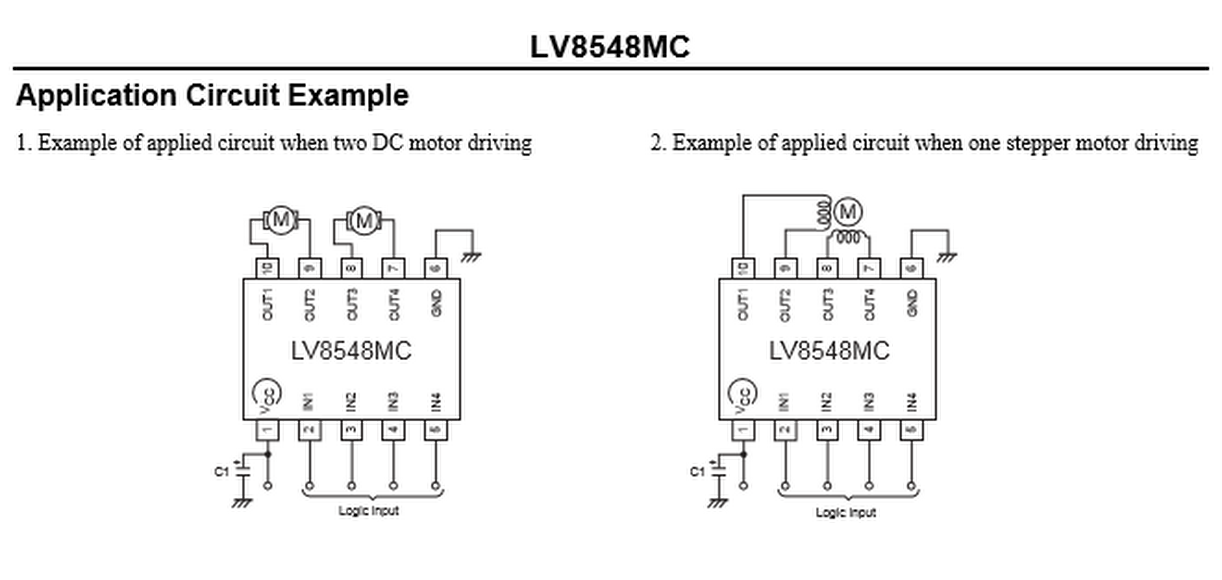 LV8548MC
Application Circuit Example
1. Example of applied circuit when two DC motor driving
2. Example of applied circuit when one stepper motor driving
M M
10 9 8 7 6
OUT1 OUT2 OUT3 OUT4 GND
LV8548MC
VCC IN1 IN2 IN3 IN4
1 2 3 4 5
C1 +
Logic Input
M
10 9 8 7 6
OUT1 OUT2 OUT3 OUT4 GND
LV8548MC
VCC IN1 IN2 IN3 IN4
1 2 3 4 5
C1 +
Logic Input